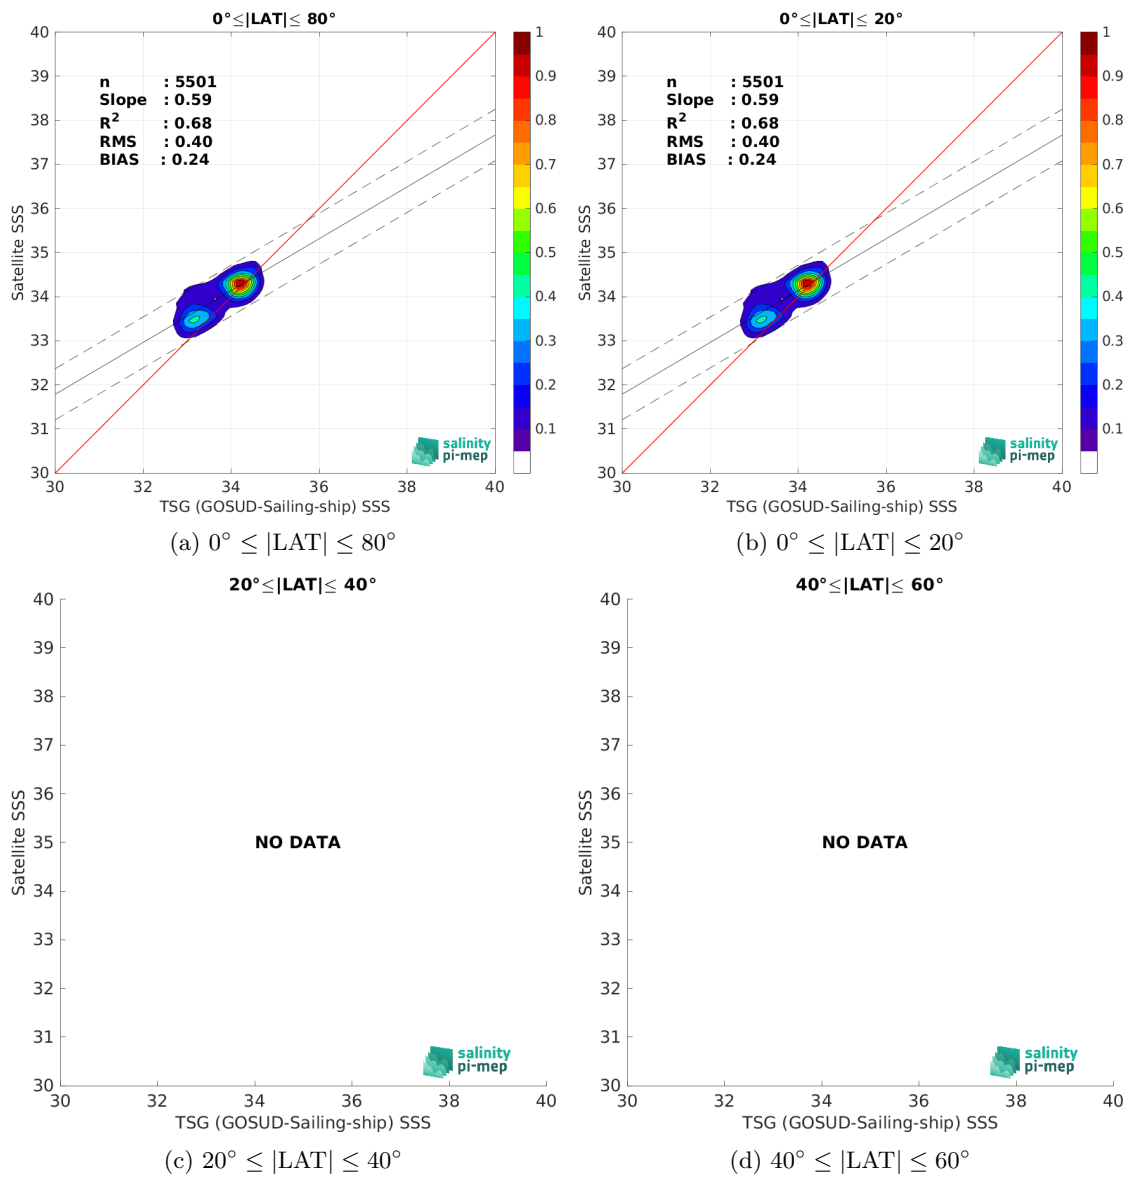 0°≤|LAT|≤ 80°
40
39
38
37
36
35
34
33
32
31
30
Satellite SSS
n : 5501
Slope : 0.59
R² : 0.68
RMS : 0.40
BIAS : 0.24
salinity
pi-mep
30 32 34 36 38 40
TSG (GOSUD-Sailing-ship) SSS
1
0.9
0.8
0.7
0.6
0.5
0.4
0.3
0.2
0.1
(a) 0° ≤ |LAT| ≤ 80°
0°≤|LAT|≤ 20°
40
39
38
37
36
35
34
33
32
31
30
Satellite SSS
n : 5501
Slope : 0.59
R² : 0.68
RMS : 0.40
BIAS : 0.24
salinity
pi-mep
30 32 34 36 38 40
TSG (GOSUD-Sailing-ship) SSS
1
0.9
0.8
0.7
0.6
0.5
0.4
0.3
0.2
0.1
(b) 0° ≤ |LAT| ≤ 20°
20°≤|LAT|≤ 40°
40
39
38
37
36
35
34
33
32
31
30
Satellite SSS
NO DATA
salinity
pi-mep
30 32 34 36 38 40
TSG (GOSUD-Sailing-ship) SSS
(c) 20° ≤ |LAT| ≤ 40°
40°≤|LAT|≤ 60°
40
39
38
37
36
35
34
33
32
31
30
Satellite SSS
NO DATA
salinity
pi-mep
30 32 34 36 38 40
TSG (GOSUD-Sailing-ship) SSS
(d) 40° ≤ |LAT| ≤ 60°